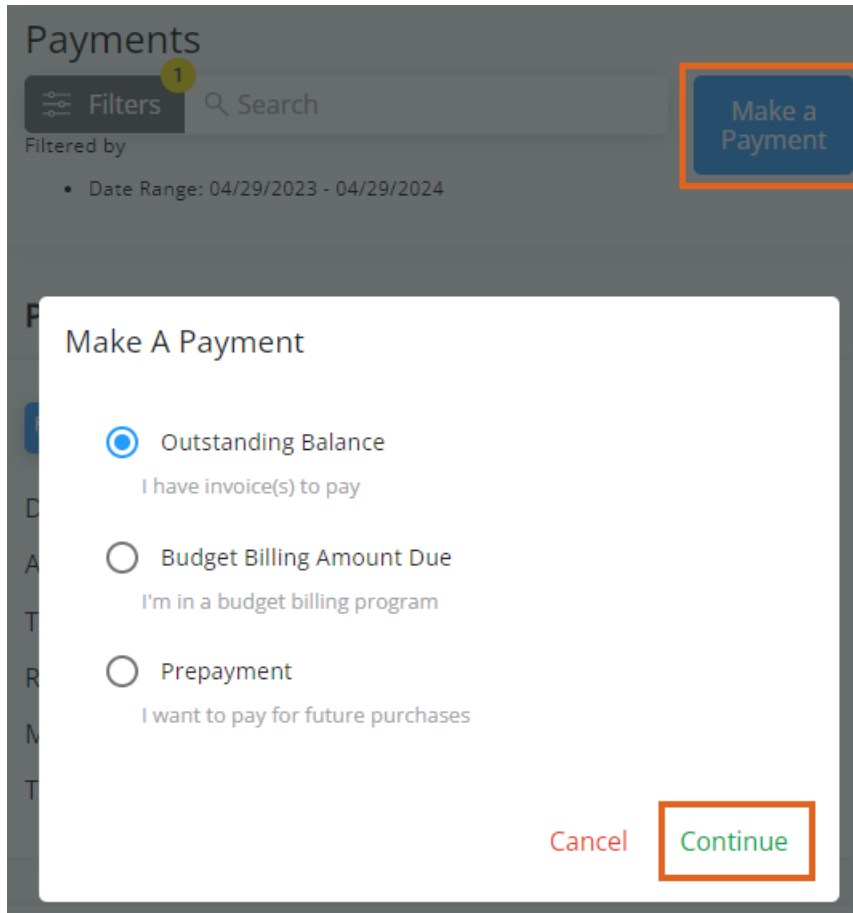 Payments
1
Filters
Search
Make a
Payment
Filtered by
• Date Range: 04/29/2023 - 04/29/2024
Make A Payment
Outstanding Balance
I have invoice(s) to pay
Budget Billing Amount Due
I'm in a budget billing program
Prepayment
I want to pay for future purchases
Cancel
Continue